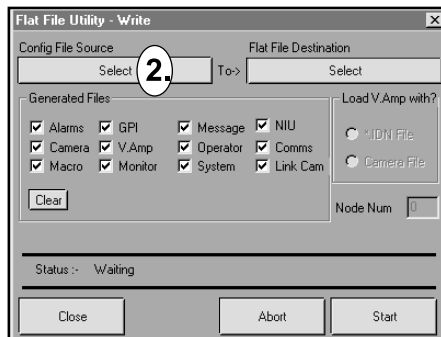 Flat File Utility - Write
Config File Source
Flat File Destination
Select
2.
To->
Select
Generated Files
Load V.Amp with?
Alarms GPI Message NIU
Camera V.Amp Operator Comms
Macro Monitor System Link Cam
*.IDN File
Camera File
Clear
Node Num 0
Status :- Waiting
Close Abort Start